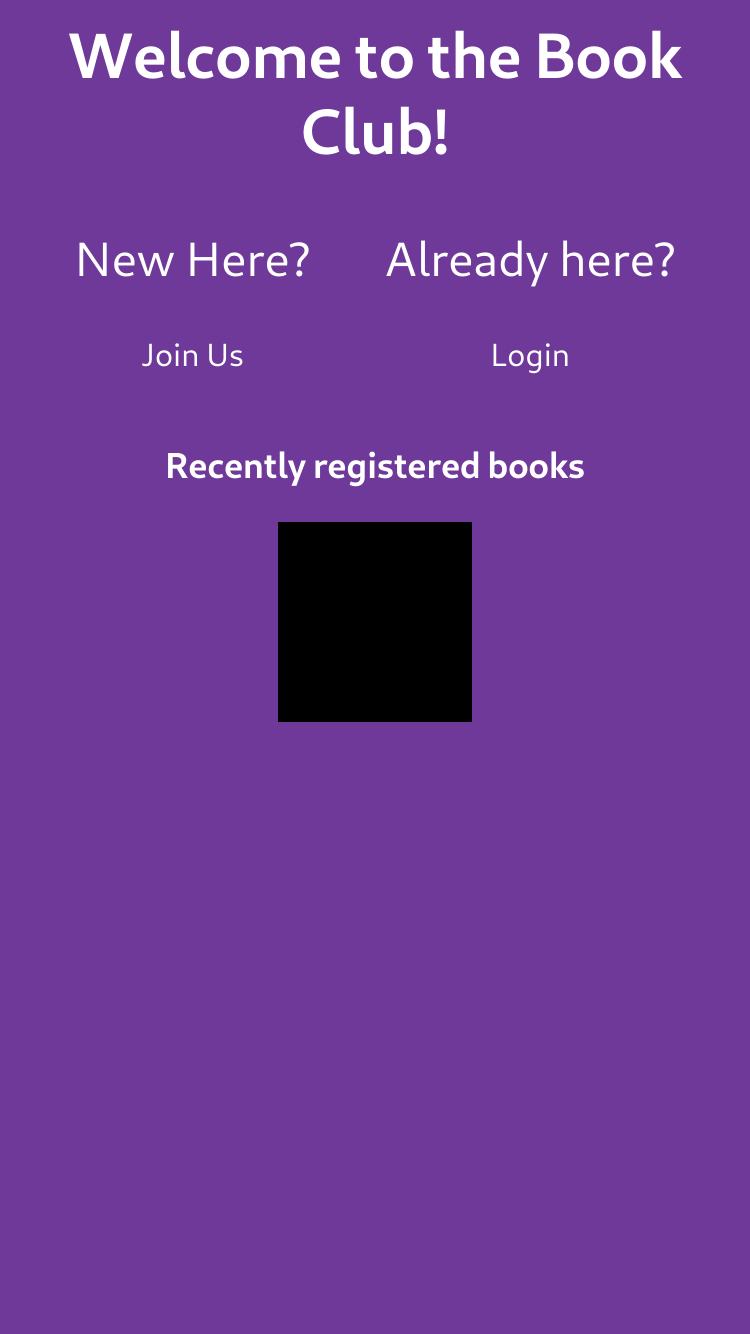 Welcome to the Book
Club!
New Here?
Already here?
Join Us
Login
Recently registered books